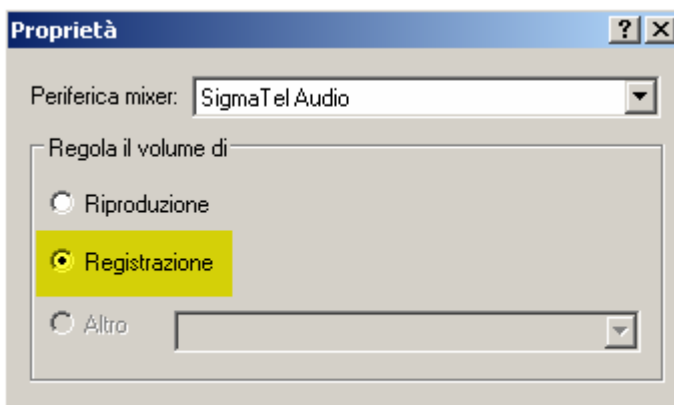 Proprietà
Periferica mixer: SigmaTel Audio
Regola il volume di
Riproduzione
Registrazione
Altro